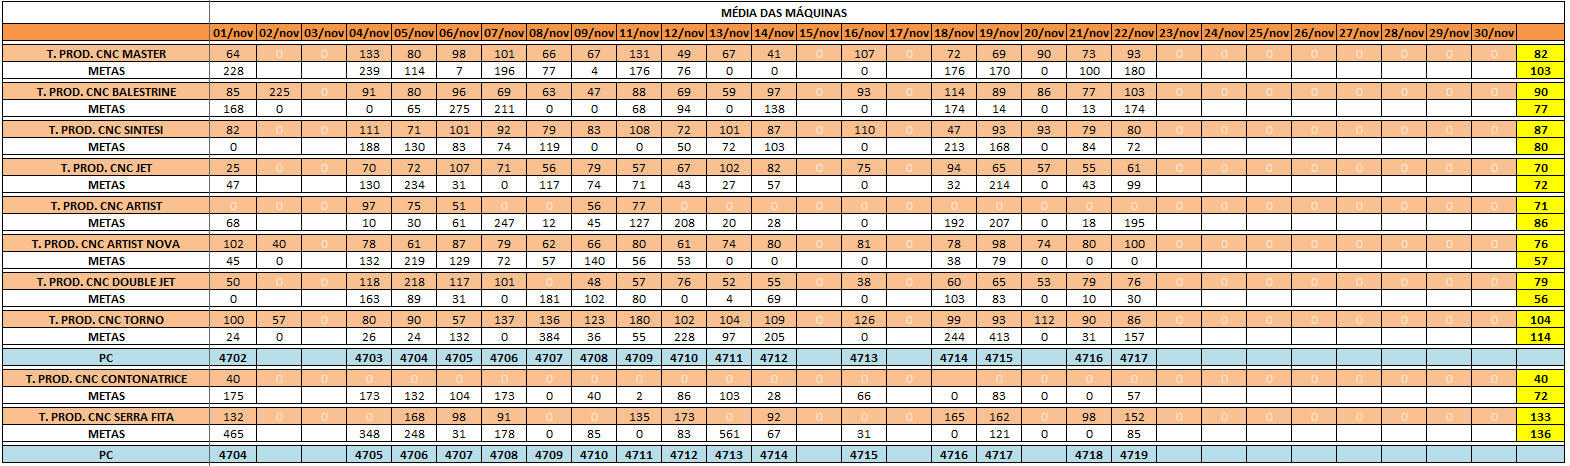 MÉDIA DAS MÁQUINAS
01/nov 02/nov 03/nov 04/nov 05/nov 06/nov 07/nov 08/nov 09/nov 11/nov 12/nov 13/nov 14/nov 15/nov 16/nov 17/nov 18/nov 19/nov 20/nov 21/nov 22/nov 23/nov 24/nov 25/nov 26/nov 27/nov 28/nov 29/nov 30/nov
T. PROD. CNC MASTER 64 0 0 133 80 98 101 66 67 131 49 67 41 0 107 0 72 69 90 73 93 0 0 0 0 0 0 0 0 82
METAS 228 239 114 7 196 77 4 176 76 0 0 0 176 170 0 100 180 103
T. PROD. CNC BALESTRINE 85 225 0 91 80 96 69 63 47 88 69 59 97 0 93 0 114 89 86 77 103 0 0 0 0 0 0 0 0 90
METAS 168 0 0 65 275 211 0 0 68 94 0 138 0 174 14 0 13 174 77
T. PROD. CNC SINTESI 82 0 0 111 71 101 92 79 83 108 72 101 87 0 110 0 47 93 93 79 80 0 0 0 0 0 0 0 0 87
METAS 0 188 130 83 74 119 0 0 50 72 103 0 213 168 0 84 72 80
T. PROD. CNC JET 25 0 0 70 72 107 71 56 79 57 67 102 82 0 75 0 94 65 57 55 61 0 0 0 0 0 0 0 0 70
METAS 47 130 234 31 0 117 74 71 43 27 57 0 32 214 0 43 99 72
T. PROD. CNC ARTIST 0 0 0 97 75 51 0 0 56 77 0 0 0 0 0 0 0 0 0 0 0 0 0 0 0 0 0 0 0 71
METAS 68 10 30 61 247 12 45 127 208 20 28 0 192 207 0 18 195 86
T. PROD. CNC ARTIST NOVA 102 40 0 78 61 87 79 62 66 80 61 74 80 0 81 0 78 98 74 80 100 0 0 0 0 0 0 0 0 76
METAS 45 0 132 219 129 72 57 140 56 53 0 0 0 38 79 0 0 0 57
T. PROD. CNC DOUBLE JET 50 0 0 118 218 117 101 0 48 57 76 52 55 0 38 0 60 65 53 79 76 0 0 0 0 0 0 0 0 79
METAS 0 163 89 31 0 181 102 80 0 4 69 0 103 83 0 10 30 56
T. PROD. CNC TORNO 100 57 0 80 90 57 137 136 123 180 102 104 109 0 126 0 99 93 112 90 86 0 0 0 0 0 0 0 0 104
METAS 24 0 26 24 132 0 384 36 55 228 97 205 0 244 413 0 31 157 114
PC 4702 4703 4704 4705 4706 4707 4708 4709 4710 4711 4712 4713 4714 4715 4716 4717
T. PROD. CNC CONTONATRICE 40 0 0 0 0 0 0 0 0 0 0 0 0 0 0 0 0 0 0 0 0 0 0 0 0 0 0 0 40
METAS 175 173 132 104 173 0 40 2 86 103 28 66 0 83 0 0 57 72
T. PROD. CNC SERRA FITA 132 0 0 0 168 98 91 0 0 135 173 0 92 0 0 0 165 162 0 98 152 0 0 0 0 0 0 0 0 133
METAS 465 348 248 31 178 0 85 0 83 561 67 31 0 121 0 0 85 136
PC 4704 4705 4706 4707 4708 4709 4710 4711 4712 4713 4714 4715 4716 4717 4718 4719